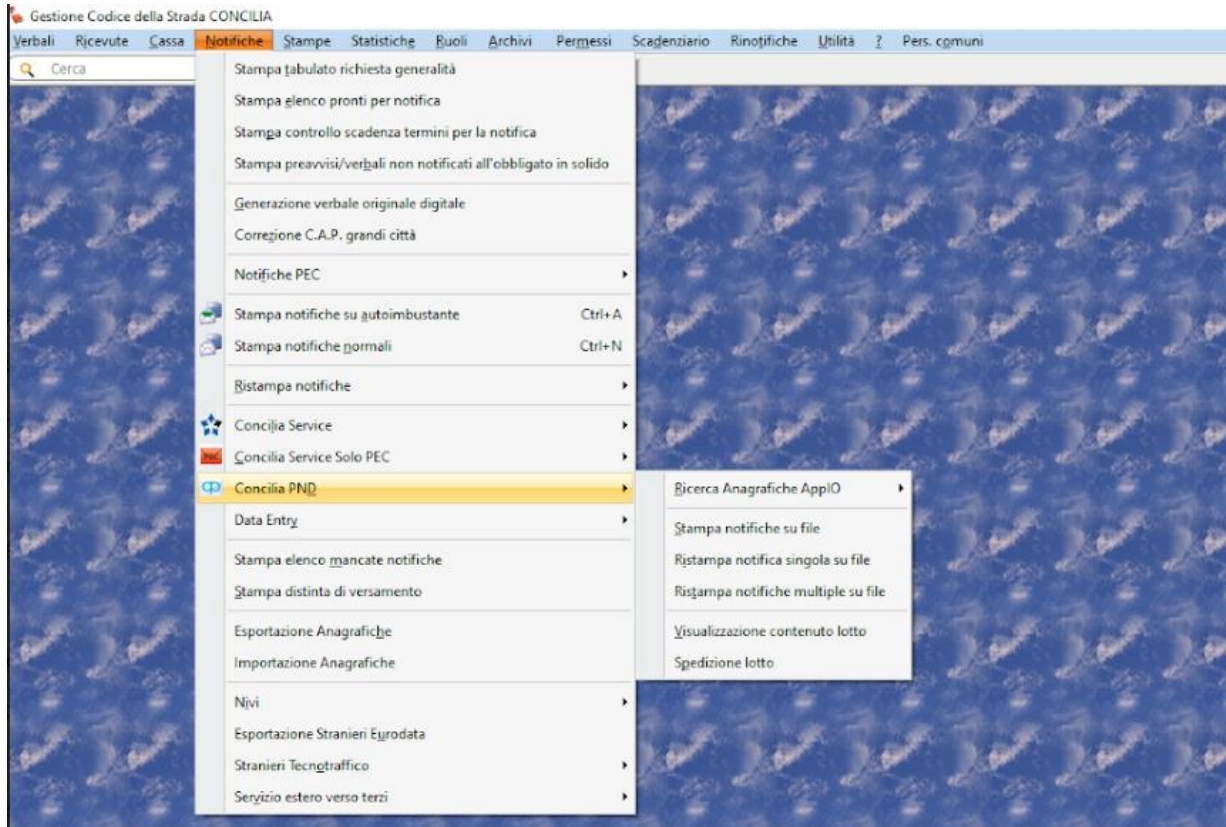 Gestione Codice della Strada CONCILIA
Verbali Ricevute Cassa Notifiche Stampe Statistiche Ruoli Archivi Permessi Scadenziario Rinotifiche Utilità ? Pers. comuni
Cerca
Stampa tabulato richiesta generalità
Stampa elenco pronti per notifica
Stampa controllo scadenza termini per la notifica
Stampa preavvisi/verbali non notificati all'obbligato in solido
Generazione verbale originale digitale
Correzione C.A.P. grandi città
Notifiche PEC
Stampa notifiche su autoimbustante Ctrl+A
Stampa notifiche normali Ctrl+N
Ristampa notifiche
Concilia Service
Concilia Service Solo PEC
Concilia PND
Data Entry
Stampa elenco mancate notifiche
Stampa distinta di versamento
Esportazione Anagrafiche
Importazione Anagrafiche
Nivi
Esportazione Stranieri Eurodata
Stranieri Tecnotraffico
Servizio estero verso terzi
Ricerca Anagrafiche AppIO
Stampa notifiche su file
Ristampa notifica singola su file
Ristampa notifiche multiple su file
Visualizzazione contenuto lotto
Spedizione lotto